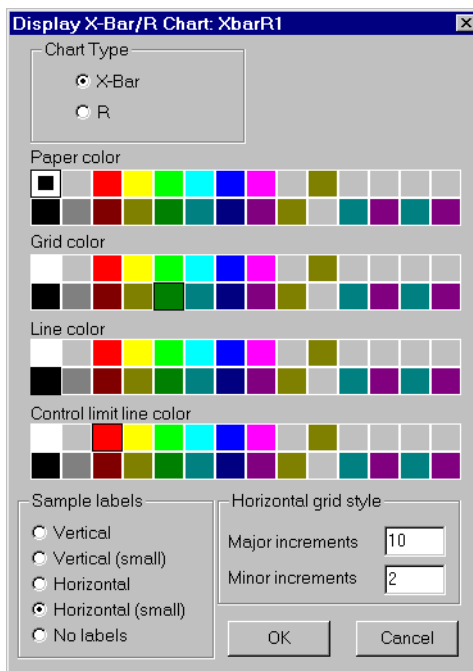 Display X-Bar/R Chart: XbarR1
Chart Type
X-Bar
R
Paper color
Grid color
Line color
Control limit line color
Sample labels
Vertical
Vertical (small)
Horizontal
Horizontal (small)
No labels
Horizontal grid style
Major increments 10
Minor increments 2
OK
Cancel